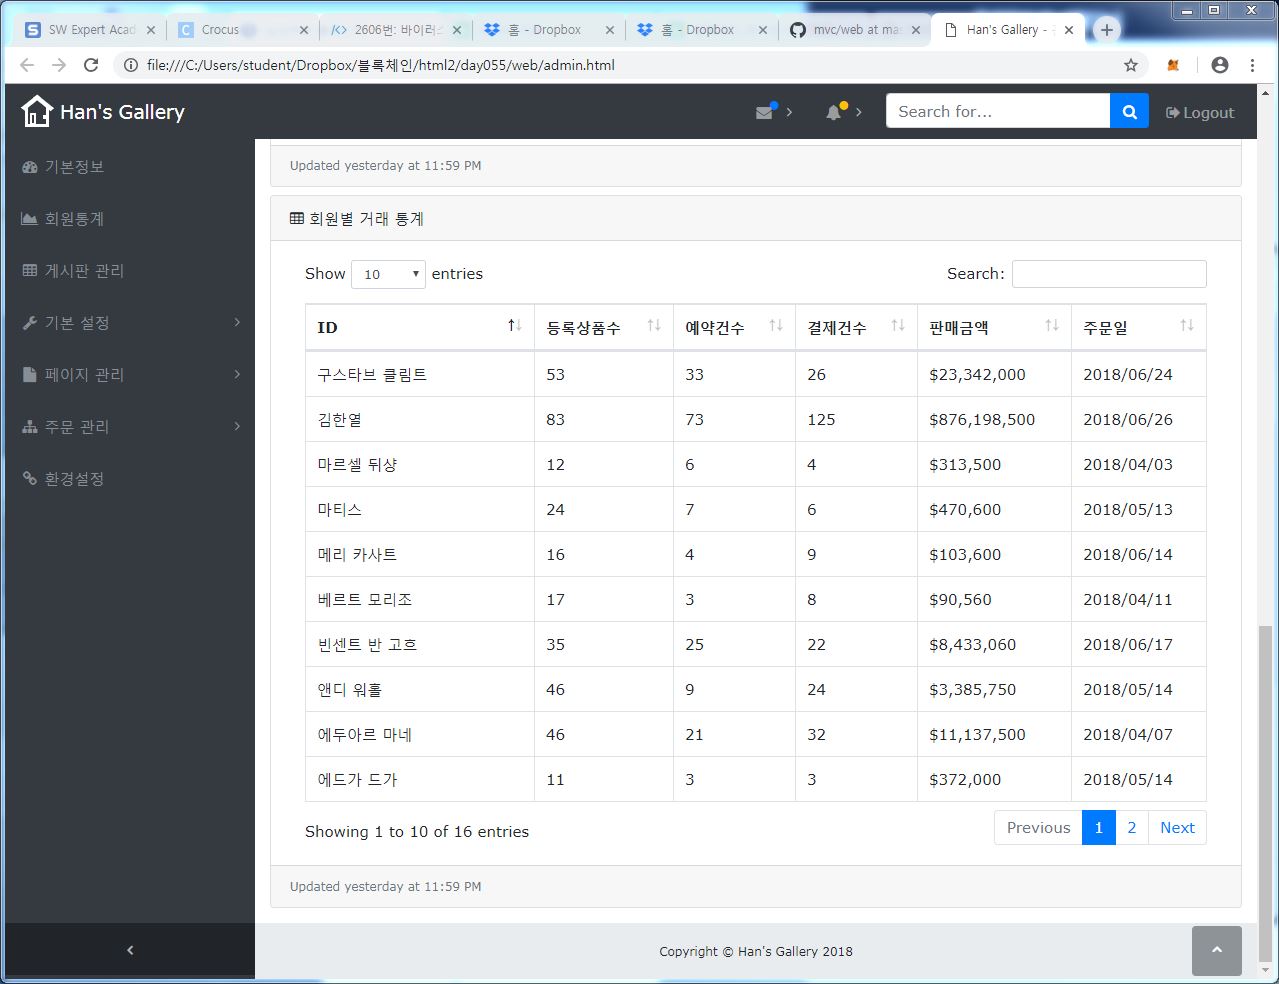 SW Expert Acad
Crocus
2606번: 바이러스
홈 - Dropbox
홈 - Dropbox
mvc/web at mas
Han's Gallery -
file:///C:/Users/student/Dropbox/블록체인/html2/day055/web/admin.html
Han's Gallery
Search for...
Logout
기본정보
회원통계
게시판 관리
기본 설정
페이지 관리
주문 관리
환경설정
Updated yesterday at 11:59 PM
회원별 거래 통계
Show 10 entries Search:
ID 등록상품수 예약건수 결제건수 판매금액 주문일
구스타브 클림트 53 33 26 $23,342,000 2018/06/24
김한열 83 73 125 $876,198,500 2018/06/26
마르셀 뒤샹 12 6 4 $313,500 2018/04/03
마티스 24 7 6 $470,600 2018/05/13
메리 카사트 16 4 9 $103,600 2018/06/14
베르트 모리조 17 3 8 $90,560 2018/04/11
빈센트 반 고흐 35 25 22 $8,433,060 2018/06/17
앤디 워홀 46 9 24 $3,385,750 2018/05/14
에두아르 마네 46 21 32 $11,137,500 2018/04/07
에드가 드가 11 3 3 $372,000 2018/05/14
Showing 1 to 10 of 16 entries Previous 1 2 Next
Updated yesterday at 11:59 PM
Copyright © Han's Gallery 2018